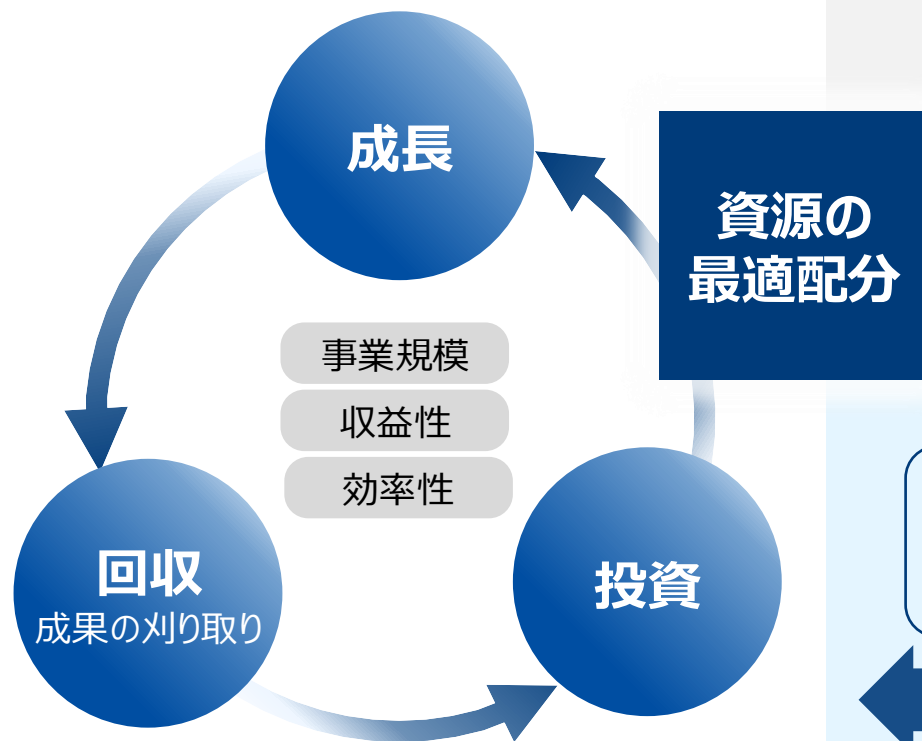 成長
資源の
最適配分
事業規模
収益性
効率性
回収
成果の刈り取り
投資